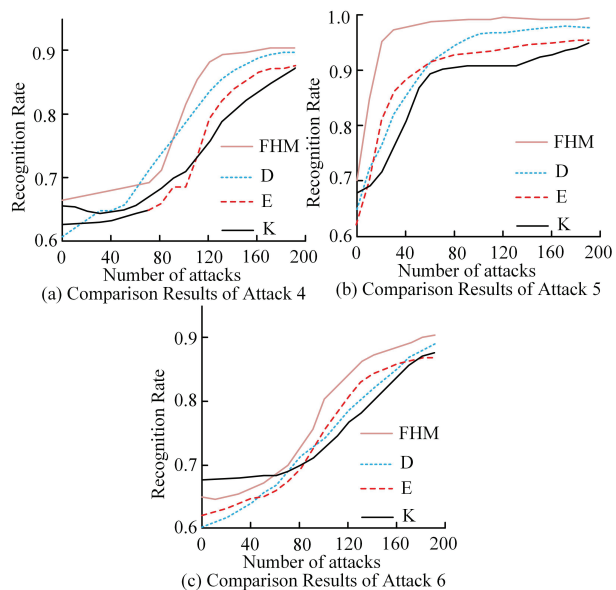 0.9
0.8
0.7
0.6
Recognition Rate
FHM
D
E
K
0 40 80 120 160 200
Number of attacks
(a) Comparison Results of Attack 4
1.0
0.9
0.8
0.7
0.6
Recognition Rate
FHM
D
E
K
0 40 80 120 160 200
Number of attacks
(b) Comparison Results of Attack 5
0.9
0.8
0.7
0.6
Recognition Rate
FHM
D
E
K
0 40 80 120 160 200
Number of attacks
(c) Comparison Results of Attack 6